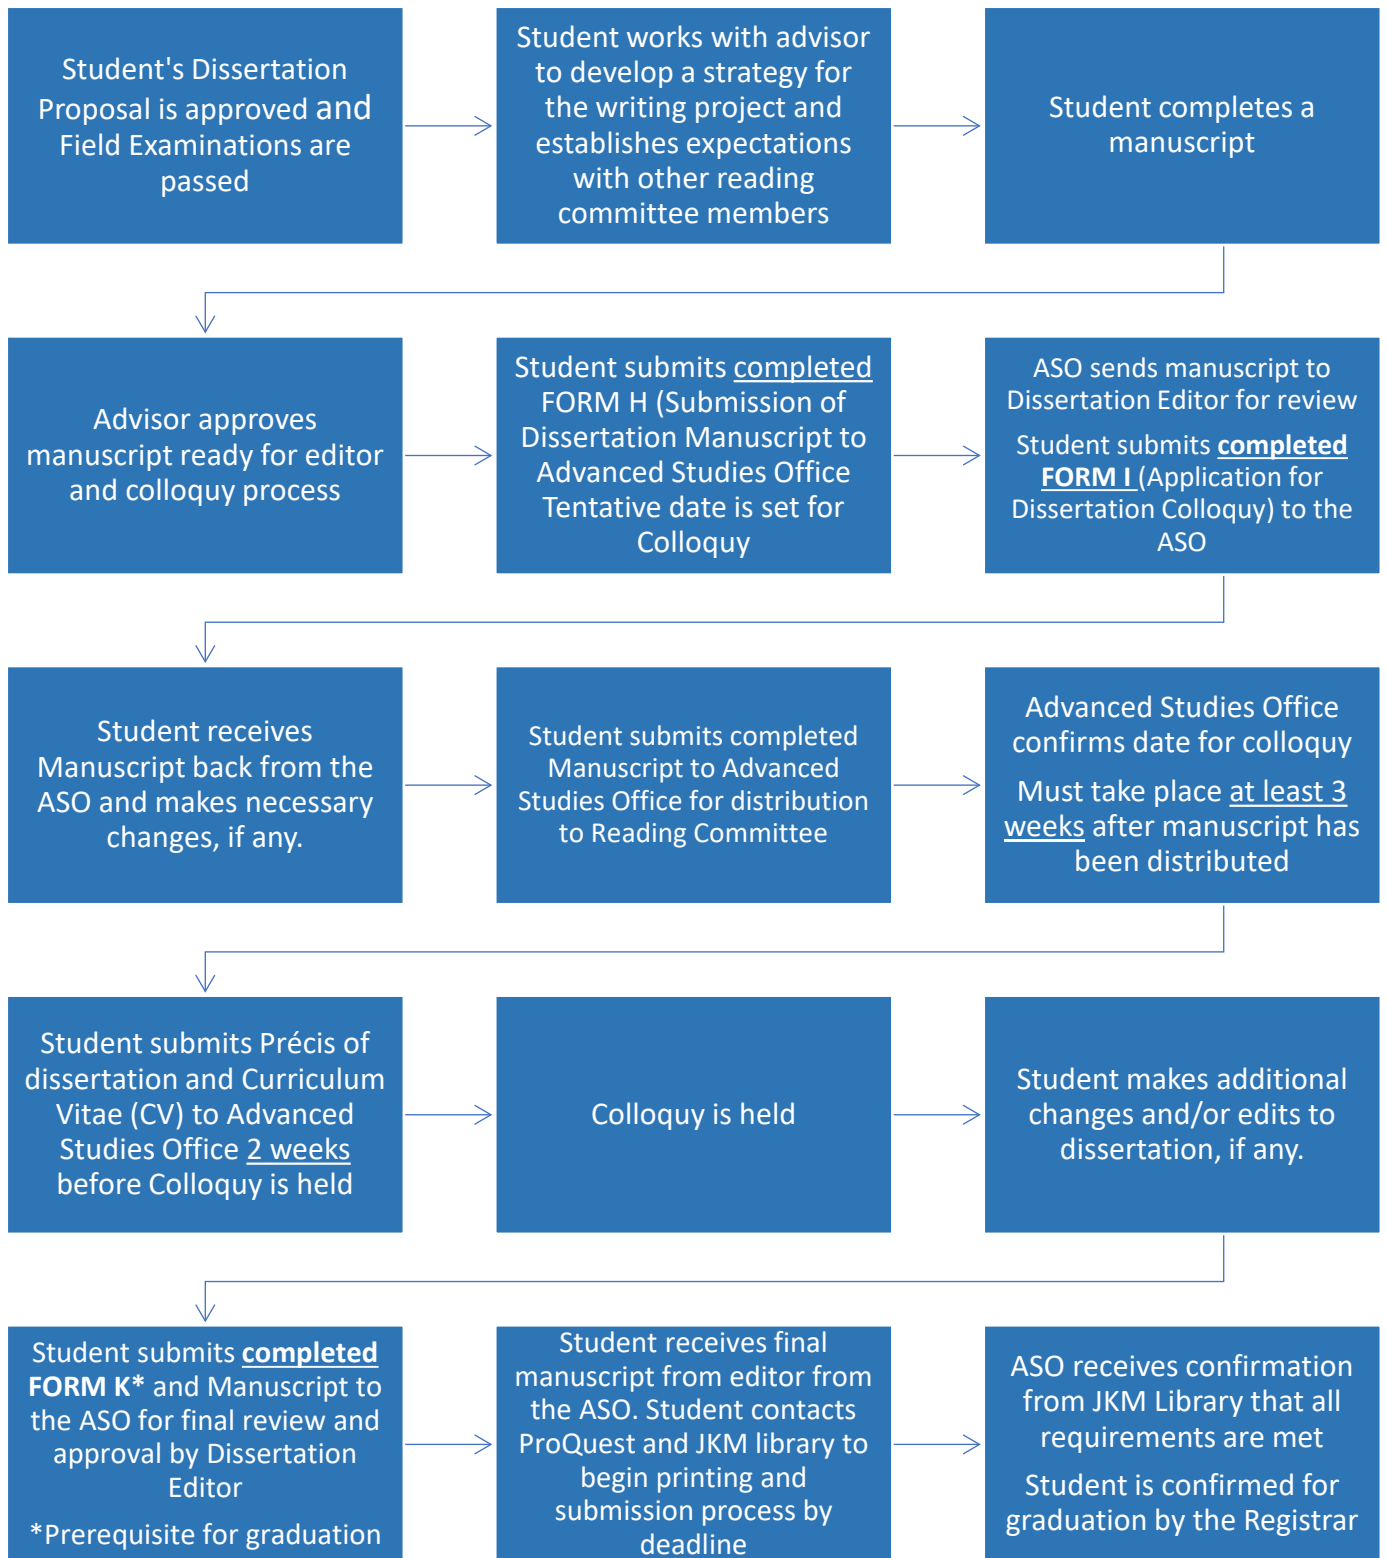 Student's Dissertation
Proposal is approved and
Field Examinations are
passed
Student works with advisor
to develop a strategy for
the writing project and
establishes expectations
with other reading
committee members
Student completes a
manuscript
Advisor approves
manuscript ready for editor
and colloquy process
Student submits completed
FORM H (Submission of
Dissertation Manuscript to
Advanced Studies Office
Tentative date is set for
Colloquy
ASO sends manuscript to
Dissertation Editor for review
Student submits completed
FORM I (Application for
Dissertation Colloquy) to the
ASO
Student receives
Manuscript back from the
ASO and makes necessary
changes, if any.
Student submits completed
Manuscript to Advanced
Studies Office for distribution
to Reading Committee
Advanced Studies Office
confirms date for colloquy
Must take place at least 3
weeks after manuscript has
been distributed
Student submits Précis of
dissertation and Curriculum
Vitae (CV) to Advanced
Studies Office 2 weeks
before Colloquy is held
Colloquy is held
Student makes additional
changes and/or edits to
dissertation, if any.
Student submits completed
FORM K* and Manuscript to
the ASO for final review and
approval by Dissertation
Editor
*Prerequisite for graduation
Student receives final
manuscript from editor from
the ASO. Student contacts
ProQuest and JKM library to
begin printing and
submission process by
deadline
ASO receives confirmation
from JKM Library that all
requirements are met
Student is confirmed for
graduation by the Registrar